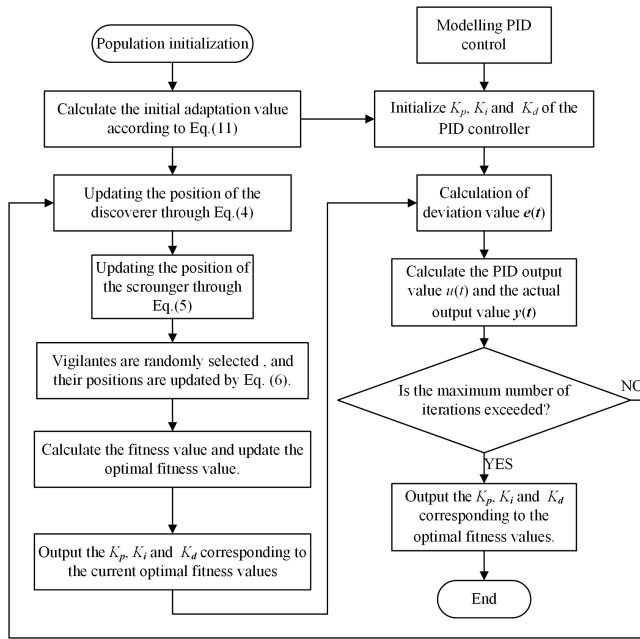 Population initialization
Calculate the initial adaptation value
according to Eq.(11)
Updating the position of the
discoverer through Eq.(4)
Updating the position of
the scrounger through
Eq.(5)
Vigilantes are randomly selected , and
their positions are updated by Eq. (6).
Calculate the fitness value and update the
optimal fitness value.
Output the Kp, Ki and Kd corresponding to
the current optimal fitness values
Modelling PID
control
Initialize Kp, Ki and Kd of the
PID controller
Calculation of
deviation value e(t)
Calculate the PID output
value u(t) and the actual
output value y(t)
Is the maximum number of
iterations exceeded?
NO
YES
Output the Kp, Ki and Kd
corresponding to the
optimal fitness values.
End